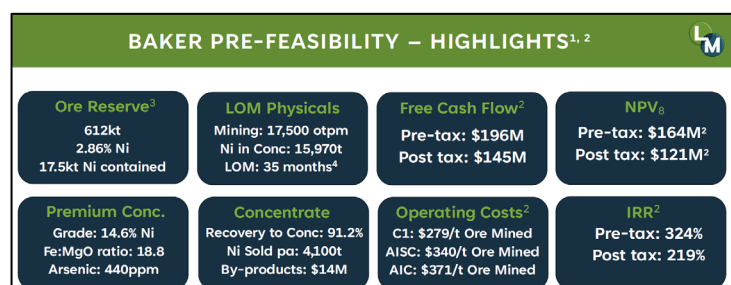 BAKER PRE-FEASIBILITY – HIGHLIGHTS¹˒ ²
LM
Ore Reserve³
612kt
2.86% Ni
17.5kt Ni contained
LOM Physicals
Mining: 17,500 otpm
Ni in Conc: 15,970t
LOM: 35 months⁴
Free Cash Flow²
Pre-tax: $196M
Post tax: $145M
NPV₈
Pre-tax: $164M²
Post tax: $121M²
Premium Conc.
Grade: 14.6% Ni
Fe:MgO ratio: 18.8
Arsenic: 440ppm
Concentrate
Recovery to Conc: 91.2%
Ni Sold pa: 4,100t
By-products: $14M
Operating Costs²
C1: $279/t Ore Mined
AISC: $340/t Ore Mined
AIC: $371/t Ore Mined
IRR²
Pre-tax: 324%
Post tax: 219%